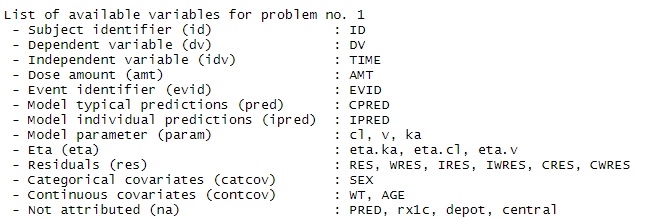 List of available variables for problem no. 1
- Subject identifier (id) : ID
- Dependent variable (dv) : DV
- Independent variable (idv) : TIME
- Dose amount (amt) : AMT
- Event identifier (evid) : EVID
- Model typical predictions (pred) : CPRED
- Model individual predictions (ipred) : IPRED
- Model parameter (param) : cl, v, ka
- Eta (eta) : eta.ka, eta.cl, eta.v
- Residuals (res) : RES, WRES, IRES, IWRES, CRES, CWRES
- Categorical covariates (catcov) : SEX
- Continuous covariates (contcov) : WT, AGE
- Not attributed (na) : PRED, rx1c, depot, central